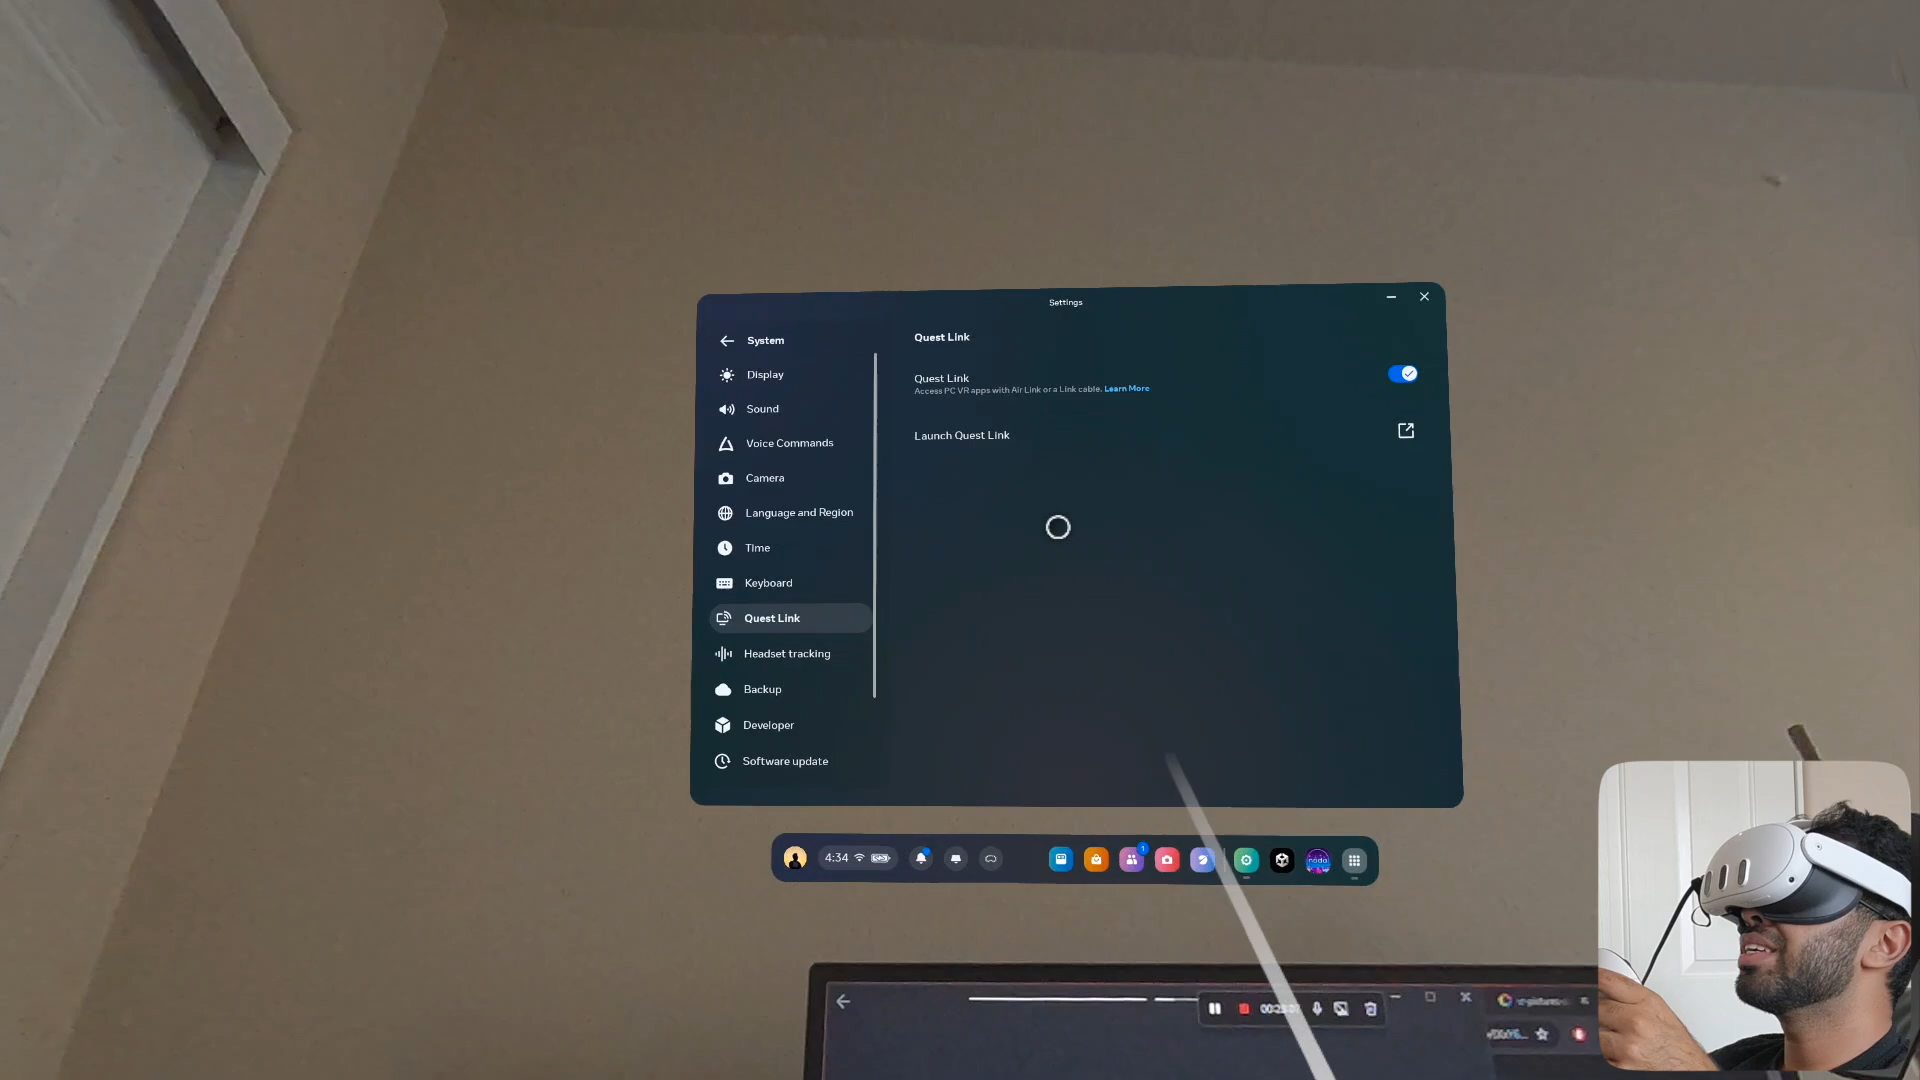 Settings
System
Display
Sound
Voice Commands
Camera
Language and Region
Time
Keyboard
Quest Link
Headset tracking
Backup
Developer
Software update
Quest Link
Quest Link
Access PC VR apps with Air Link or a Link cable. Learn More
Launch Quest Link
4:34
1
noda